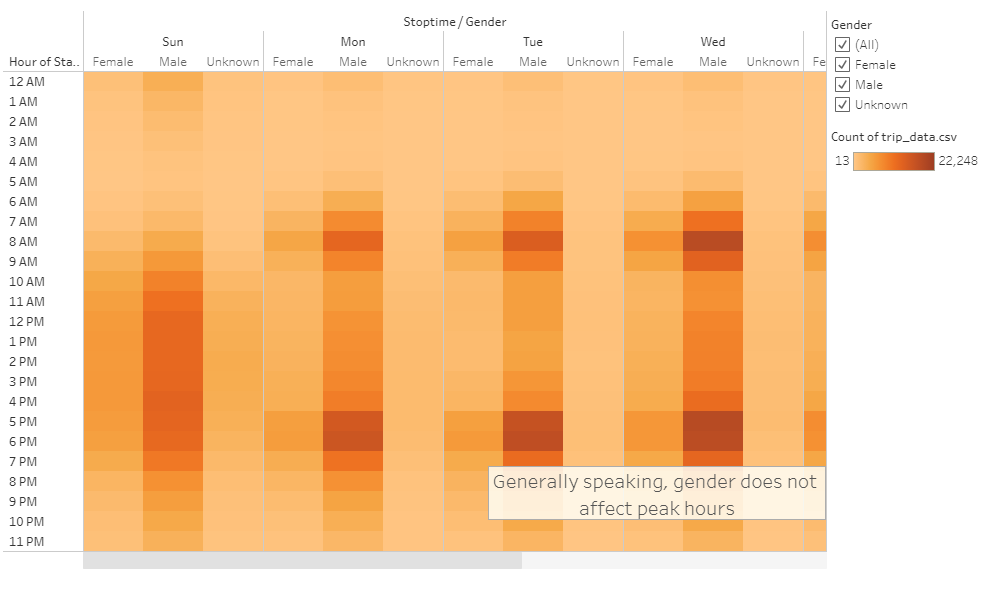 Stoptime / Gender
Sun Mon Tue Wed
Hour of Sta.. Female Male Unknown Female Male Unknown Female Male Unknown Female Male Unknown Fe
12 AM
1 AM
2 AM
3 AM
4 AM
5 AM
6 AM
7 AM
8 AM
9 AM
10 AM
11 AM
12 PM
1 PM
2 PM
3 PM
4 PM
5 PM
6 PM
7 PM
8 PM
9 PM
10 PM
11 PM
Generally speaking, gender does not
affect peak hours
Gender
(All)
Female
Male
Unknown
Count of trip_data.csv
13 22,248